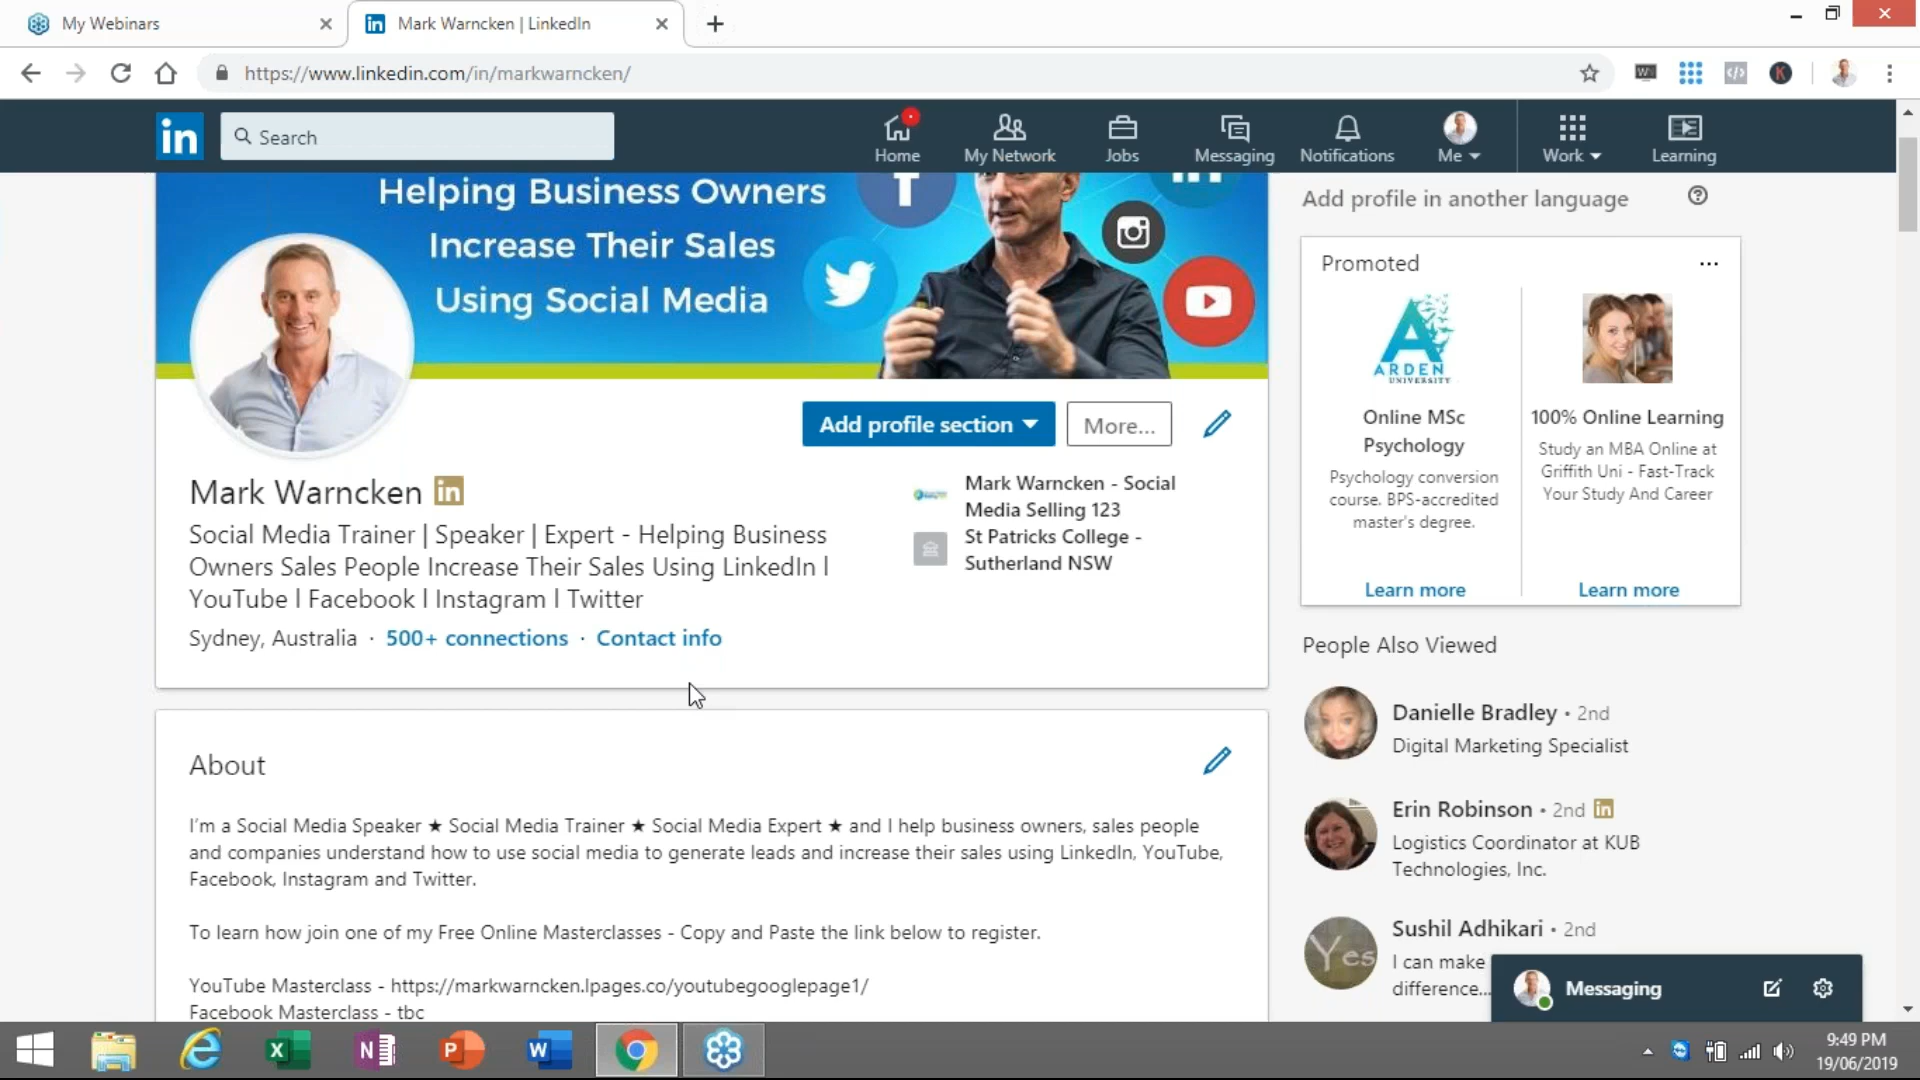 My Webinars
Mark Warncken | LinkedIn
https://www.linkedin.com/in/markwarncken/
in
Search
Home
My Network
Jobs
Messaging
Notifications
Me
Work
Learning
Helping Business Owners
Increase Their Sales
Using Social Media
Add profile section
More...
Mark Warncken in
Social Media Trainer | Speaker | Expert - Helping Business
Owners Sales People Increase Their Sales Using LinkedIn l
YouTube l Facebook l Instagram l Twitter
Sydney, Australia · 500+ connections · Contact info
Mark Warncken - Social
Media Selling 123
St Patricks College -
Sutherland NSW
About
I'm a Social Media Speaker ★ Social Media Trainer ★ Social Media Expert ★ and I help business owners, sales people
and companies understand how to use social media to generate leads and increase their sales using LinkedIn, YouTube,
Facebook, Instagram and Twitter.
To learn how join one of my Free Online Masterclasses - Copy and Paste the link below to register.
YouTube Masterclass - https://markwarncken.lpages.co/youtubegooglepage1/
Facebook Masterclass - tbc
Add profile in another language
Promoted
ARDEN
UNIVERSITY
Online MSc
Psychology
Psychology conversion
course. BPS-accredited
master's degree.
Learn more
100% Online Learning
Study an MBA Online at
Griffith Uni - Fast-Track
Your Study And Career
Learn more
People Also Viewed
Danielle Bradley • 2nd
Digital Marketing Specialist
Erin Robinson • 2nd in
Logistics Coordinator at KUB
Technologies, Inc.
Yes
Sushil Adhikari • 2nd
I can make
difference...
Messaging
9:49 PM
19/06/2019